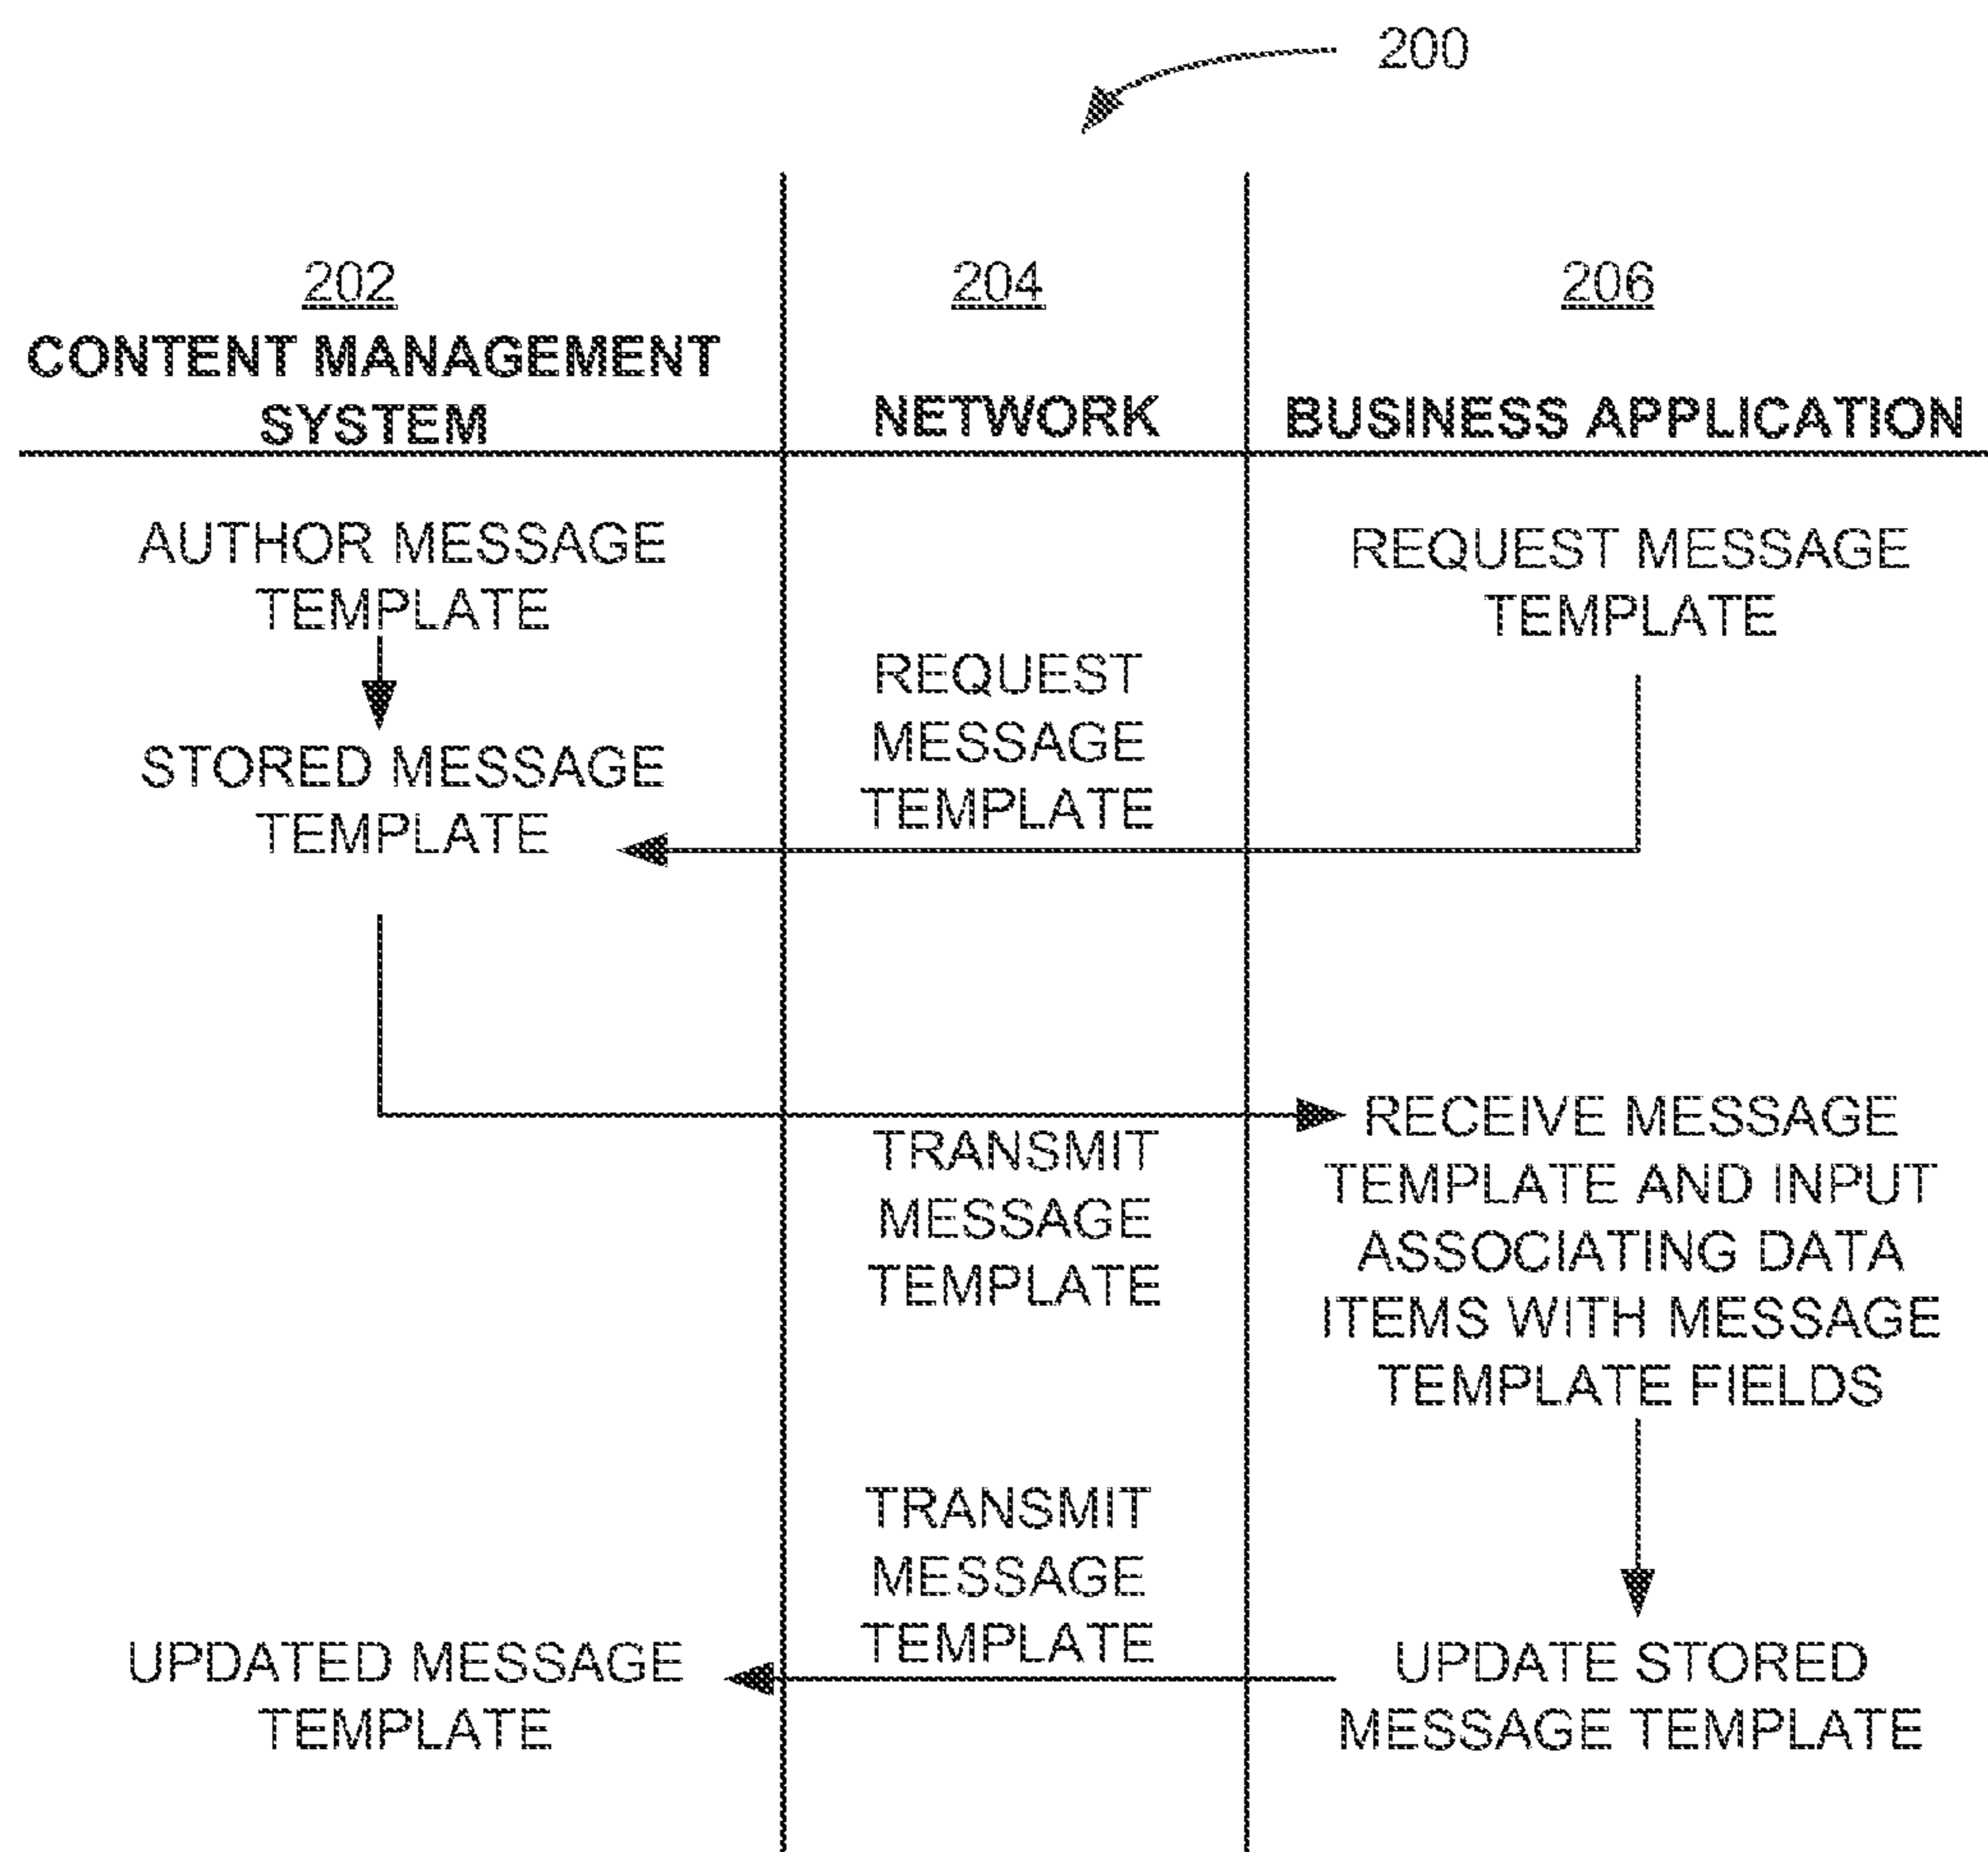 200
202
CONTENT MANAGEMENT
SYSTEM
204
NETWORK
206
BUSINESS APPLICATION
AUTHOR MESSAGE
TEMPLATE
REQUEST MESSAGE
TEMPLATE
REQUEST
MESSAGE
TEMPLATE
STORED MESSAGE
TEMPLATE
TRANSMIT
MESSAGE
TEMPLATE
RECEIVE MESSAGE
TEMPLATE AND INPUT
ASSOCIATING DATA
ITEMS WITH MESSAGE
TEMPLATE FIELDS
TRANSMIT
MESSAGE
TEMPLATE
UPDATED MESSAGE
TEMPLATE
UPDATE STORED
MESSAGE TEMPLATE